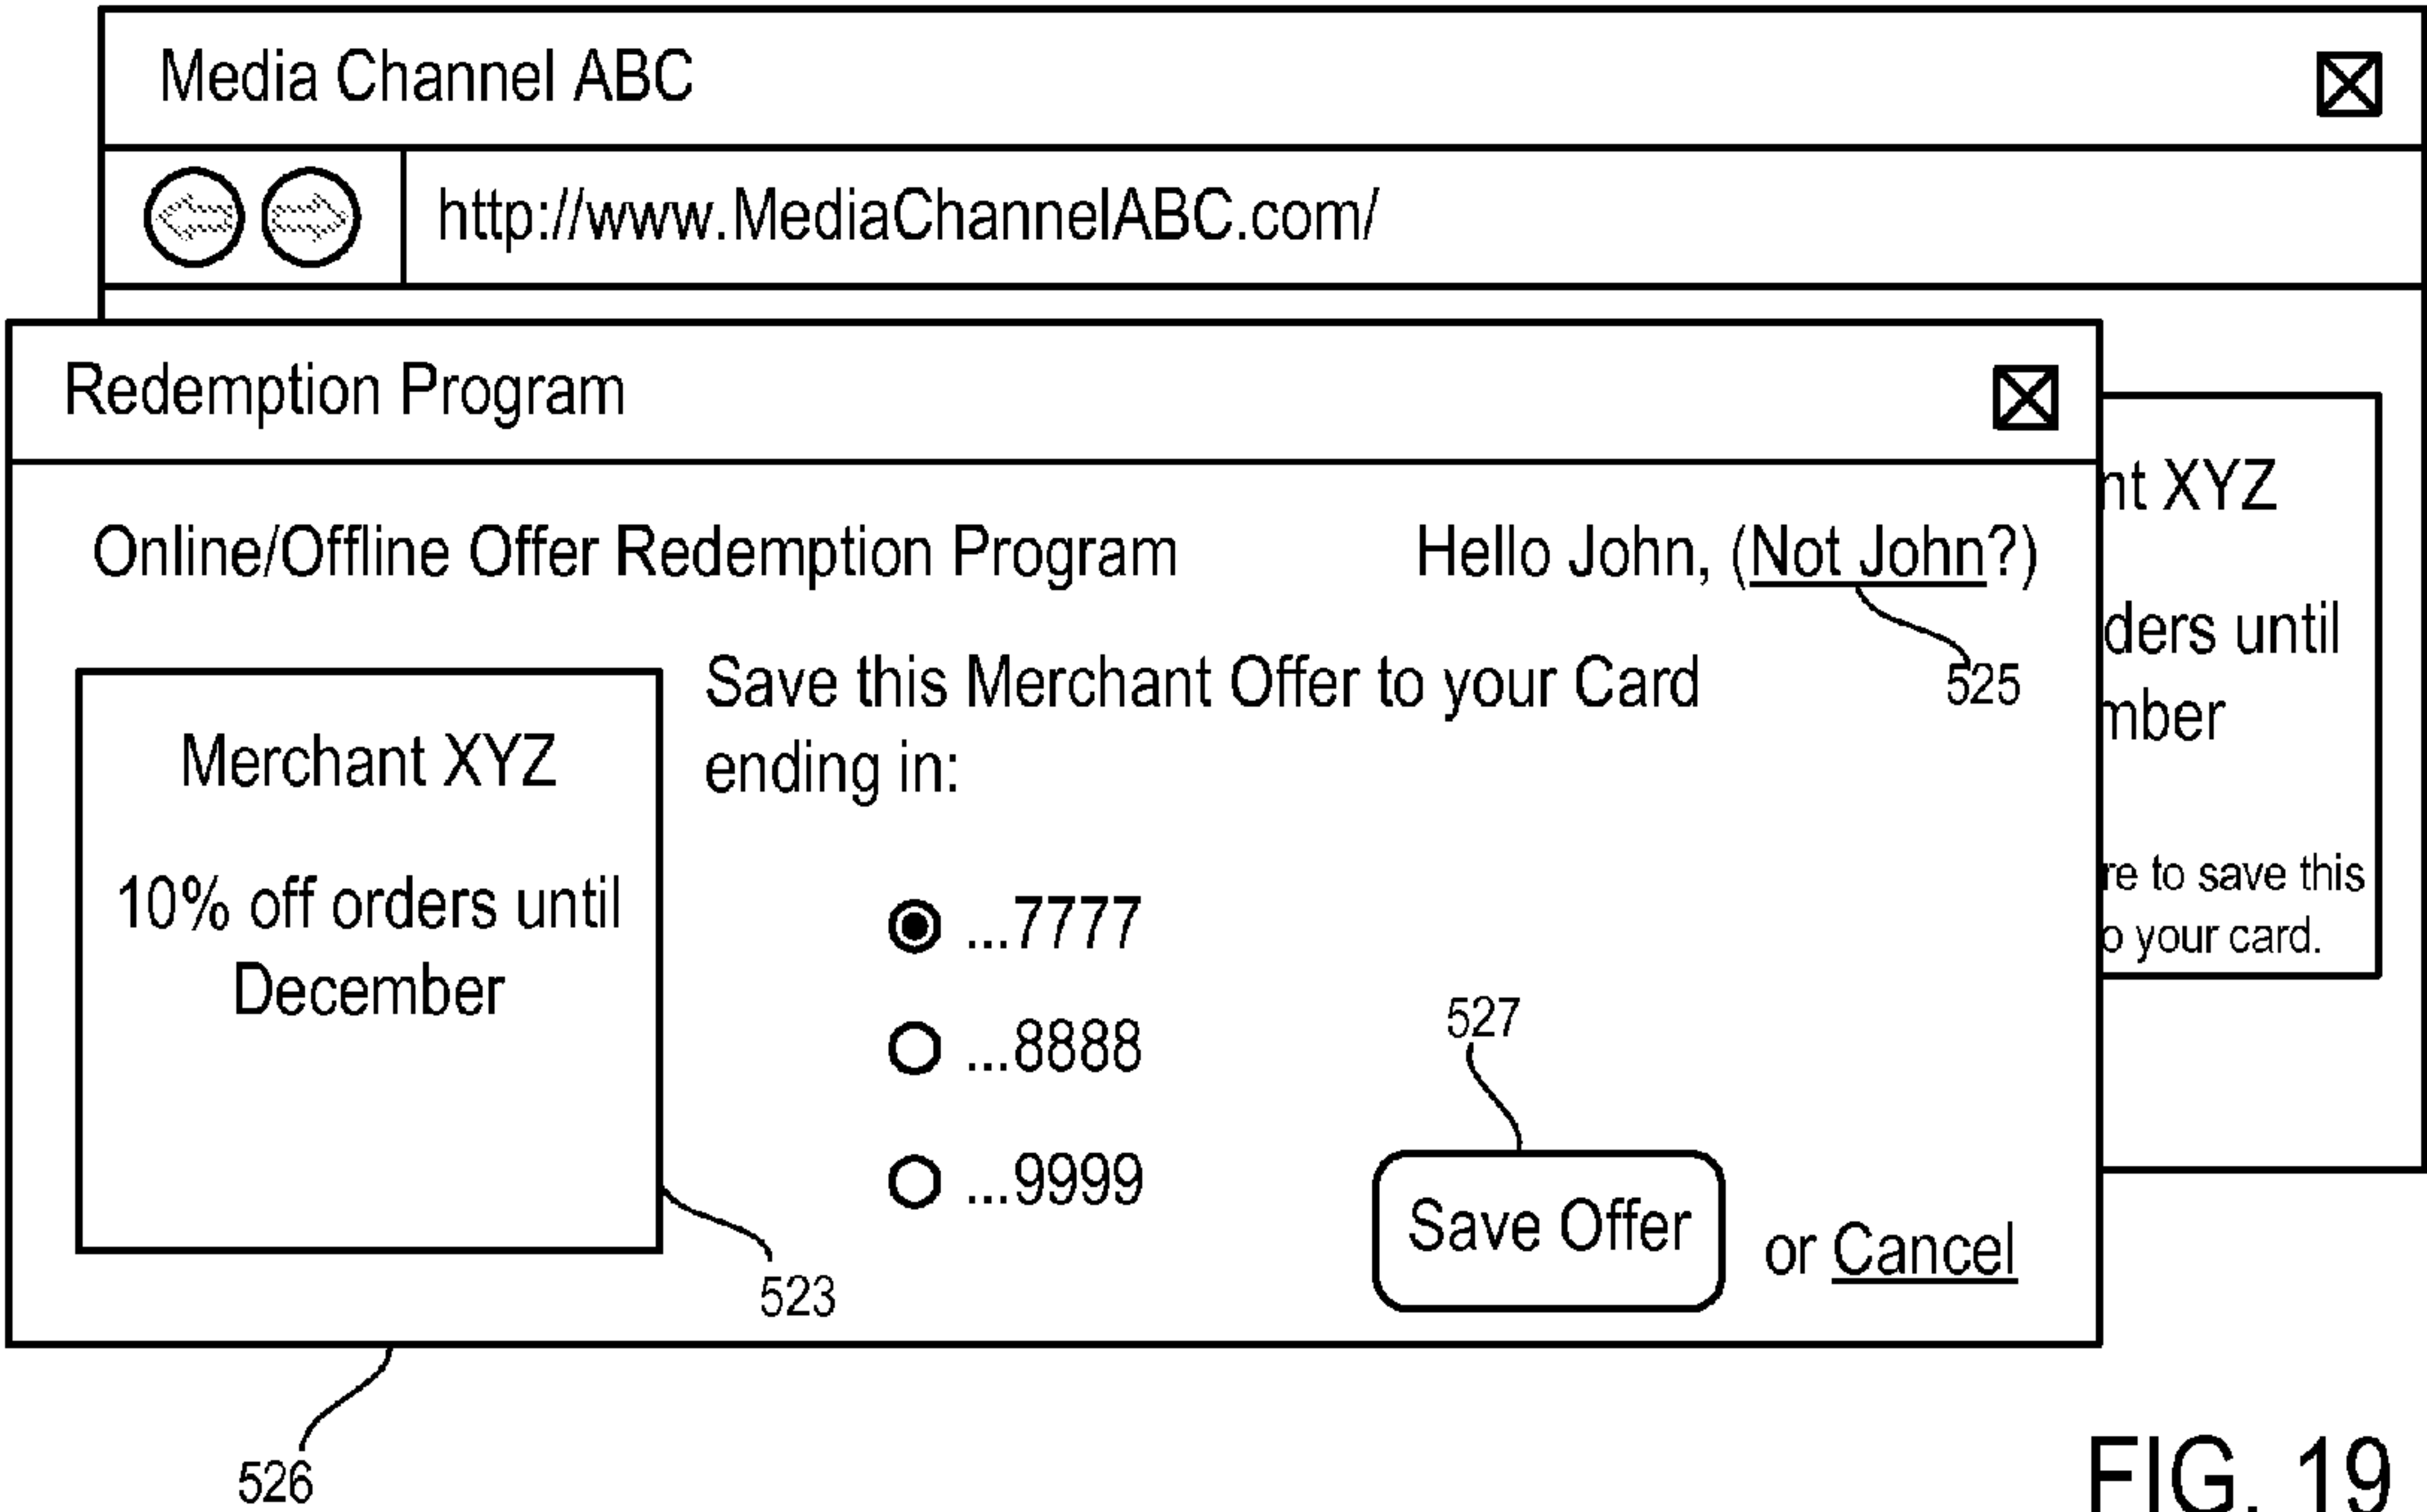 Media Channel ABC
http://www.MediaChannelABC.com/
Redemption Program
Online/Offline Offer Redemption Program
Hello John, (Not John?)
525
Save this Merchant Offer to your Card
ending in:
Merchant XYZ
10% off orders until
December
523
...7777
...8888
...9999
527
Save Offer
or Cancel
nt XYZ
ders until
mber
re to save this
o your card.
526
FIG. 19